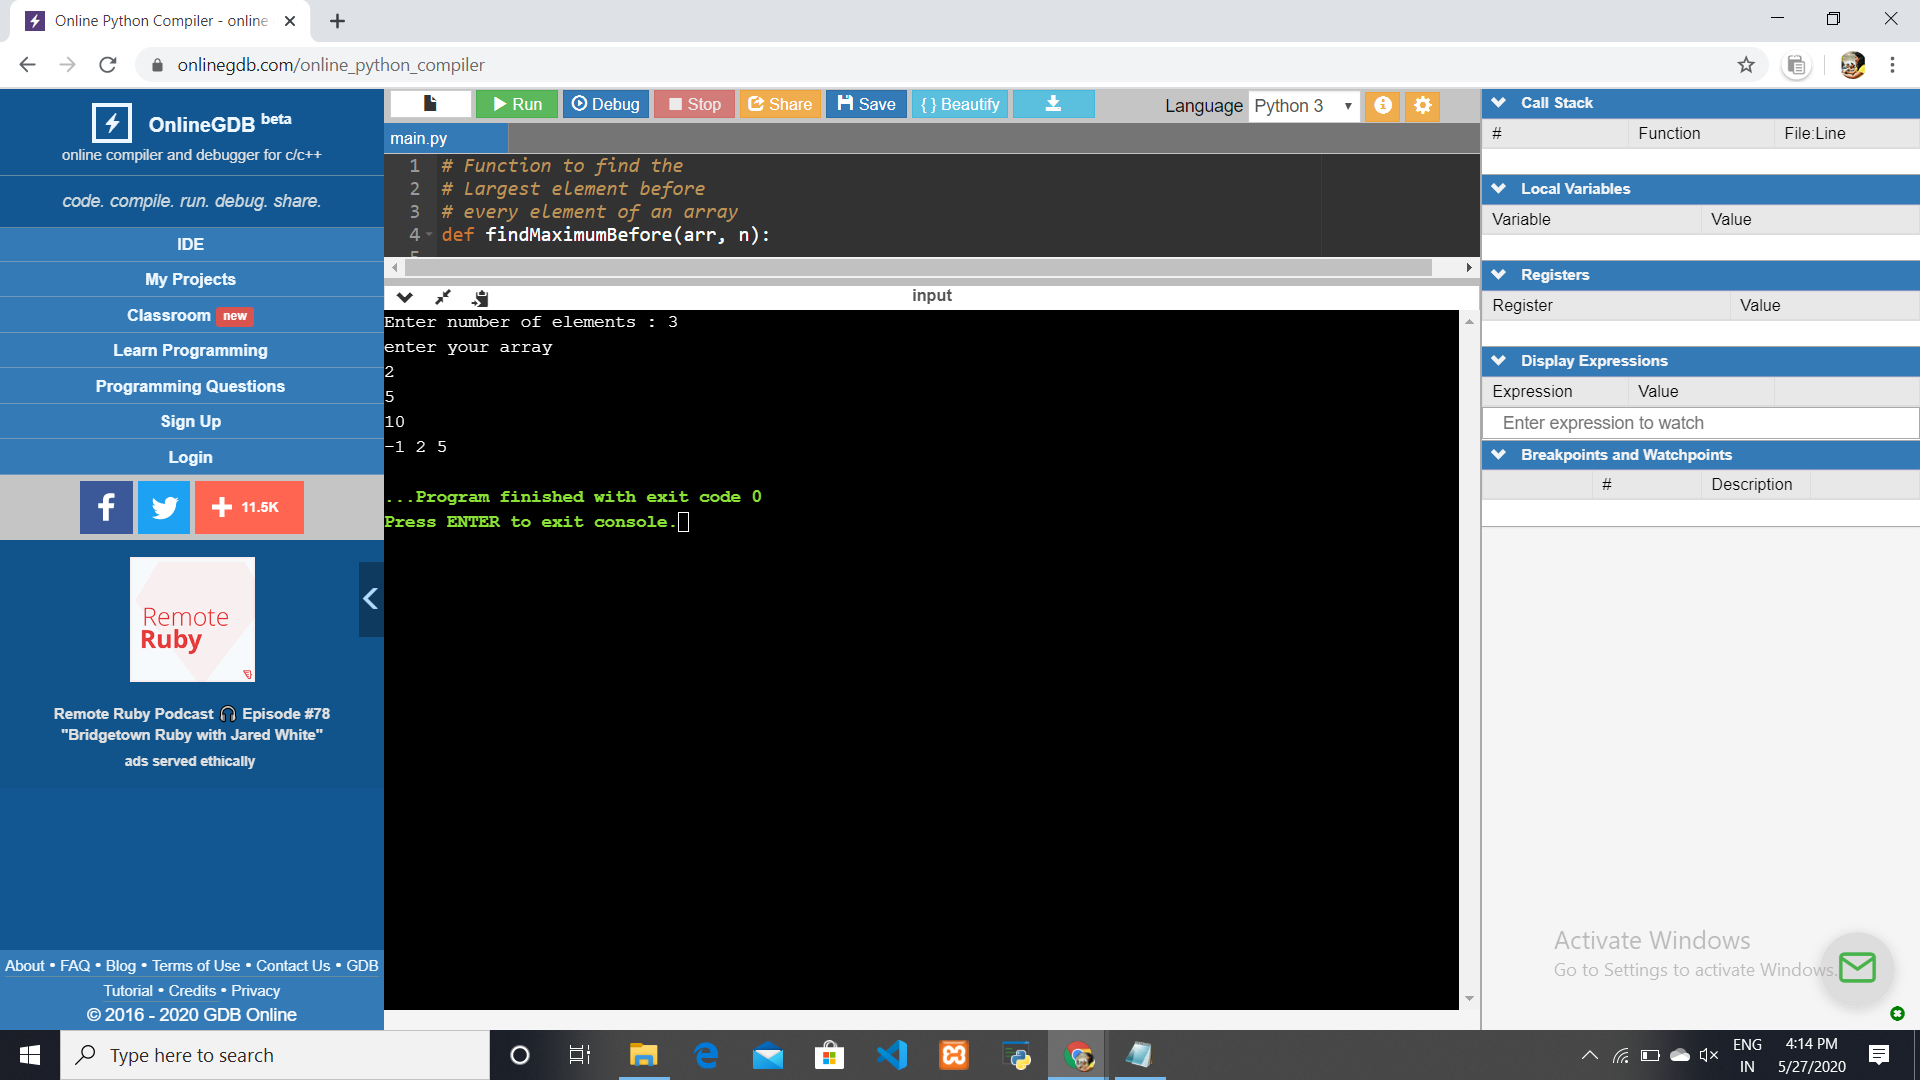 Online Python Compiler - online
onlinegdb.com/online_python_compiler
OnlineGDB beta
online compiler and debugger for c/c++
code. compile. run. debug. share.
IDE
My Projects
Classroom new
Learn Programming
Programming Questions
Sign Up
Login
11.5K
Remote
Ruby
Remote Ruby Podcast 🎧 Episode #78
"Bridgetown Ruby with Jared White"
ads served ethically
About • FAQ • Blog • Terms of Use • Contact Us • GDB
Tutorial • Credits • Privacy
© 2016 - 2020 GDB Online
Run Debug Stop Share Save { } Beautify Language Python 3
main.py
1 # Function to find the
2 # Largest element before
3 # every element of an array
4 def findMaximumBefore(arr, n):
input
Enter number of elements : 3
enter your array
2
5
10
-1 2 5
...Program finished with exit code 0
Press ENTER to exit console.
Call Stack
# Function File:Line
Local Variables
Variable Value
Registers
Register Value
Display Expressions
Expression Value
Enter expression to watch
Breakpoints and Watchpoints
# Description
Activate Windows
Go to Settings to activate Windows.
Type here to search
ENG
IN
4:14 PM
5/27/2020